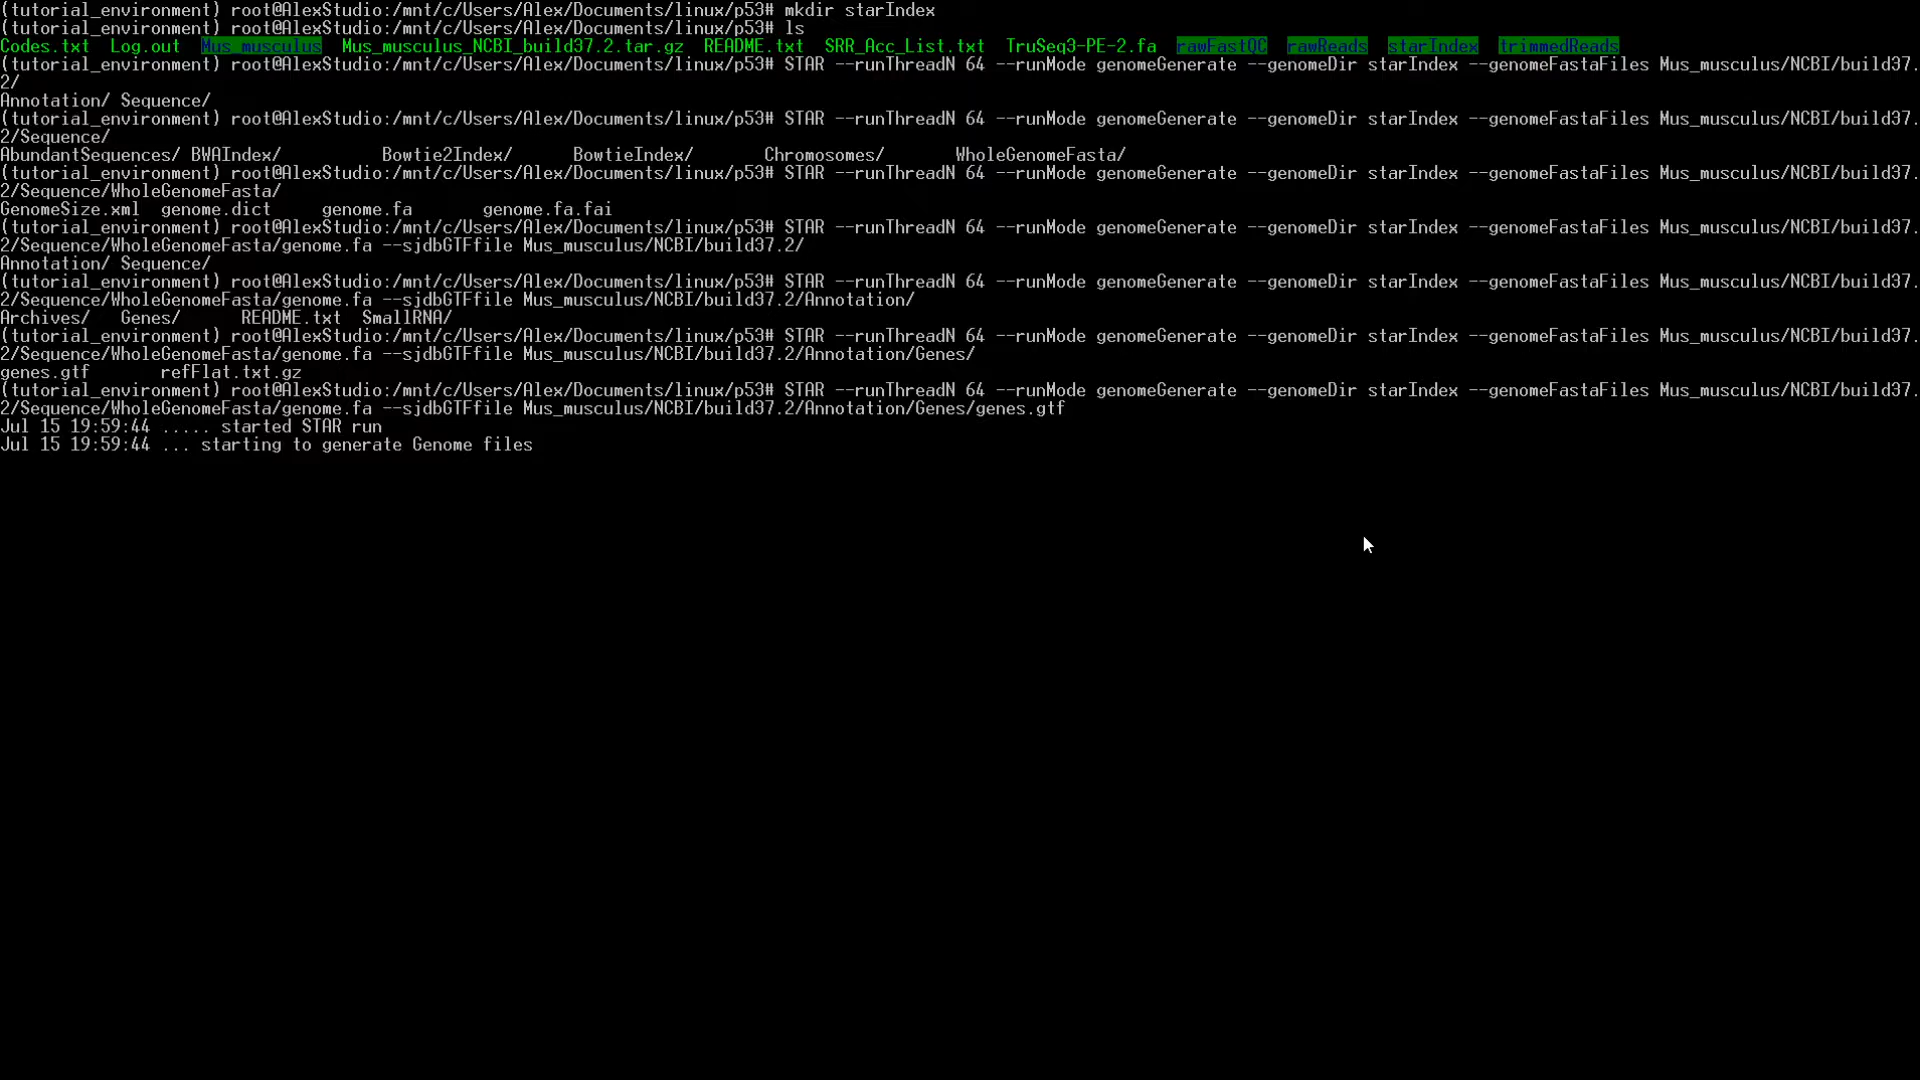 (tutorial_environment) root@AlexStudio:/mnt/c/Users/Alex/Documents/linux/p53# mkdir starIndex
(tutorial_environment) root@AlexStudio:/mnt/c/Users/Alex/Documents/linux/p53# ls
Codes.txt  Log.out  Mus_musculus  Mus_musculus_NCBI_build37.2.tar.gz  README.txt  SRR_Acc_List.txt  TruSeq3-PE-2.fa  rawFastQC  rawReads  starIndex  trimmedReads
(tutorial_environment) root@AlexStudio:/mnt/c/Users/Alex/Documents/linux/p53# STAR --runThreadN 64 --runMode genomeGenerate --genomeDir starIndex --genomeFastaFiles Mus_musculus/NCBI/build37.
2/
Annotation/ Sequence/
(tutorial_environment) root@AlexStudio:/mnt/c/Users/Alex/Documents/linux/p53# STAR --runThreadN 64 --runMode genomeGenerate --genomeDir starIndex --genomeFastaFiles Mus_musculus/NCBI/build37.
2/Sequence/
AbundantSequences/ BWAIndex/          Bowtie2Index/      BowtieIndex/       Chromosomes/       WholeGenomeFasta/
(tutorial_environment) root@AlexStudio:/mnt/c/Users/Alex/Documents/linux/p53# STAR --runThreadN 64 --runMode genomeGenerate --genomeDir starIndex --genomeFastaFiles Mus_musculus/NCBI/build37.
2/Sequence/WholeGenomeFasta/
GenomeSize.xml  genome.dict     genome.fa       genome.fa.fai
(tutorial_environment) root@AlexStudio:/mnt/c/Users/Alex/Documents/linux/p53# STAR --runThreadN 64 --runMode genomeGenerate --genomeDir starIndex --genomeFastaFiles Mus_musculus/NCBI/build37.
2/Sequence/WholeGenomeFasta/genome.fa --sjdbGTFfile Mus_musculus/NCBI/build37.2/
Annotation/ Sequence/
(tutorial_environment) root@AlexStudio:/mnt/c/Users/Alex/Documents/linux/p53# STAR --runThreadN 64 --runMode genomeGenerate --genomeDir starIndex --genomeFastaFiles Mus_musculus/NCBI/build37.
2/Sequence/WholeGenomeFasta/genome.fa --sjdbGTFfile Mus_musculus/NCBI/build37.2/Annotation/
Archives/   Genes/      README.txt  SmallRNA/
(tutorial_environment) root@AlexStudio:/mnt/c/Users/Alex/Documents/linux/p53# STAR --runThreadN 64 --runMode genomeGenerate --genomeDir starIndex --genomeFastaFiles Mus_musculus/NCBI/build37.
2/Sequence/WholeGenomeFasta/genome.fa --sjdbGTFfile Mus_musculus/NCBI/build37.2/Annotation/Genes/
genes.gtf       refFlat.txt.gz
(tutorial_environment) root@AlexStudio:/mnt/c/Users/Alex/Documents/linux/p53# STAR --runThreadN 64 --runMode genomeGenerate --genomeDir starIndex --genomeFastaFiles Mus_musculus/NCBI/build37.
2/Sequence/WholeGenomeFasta/genome.fa --sjdbGTFfile Mus_musculus/NCBI/build37.2/Annotation/Genes/genes.gtf
Jul 15 19:59:44 ..... started STAR run
Jul 15 19:59:44 ... starting to generate Genome files